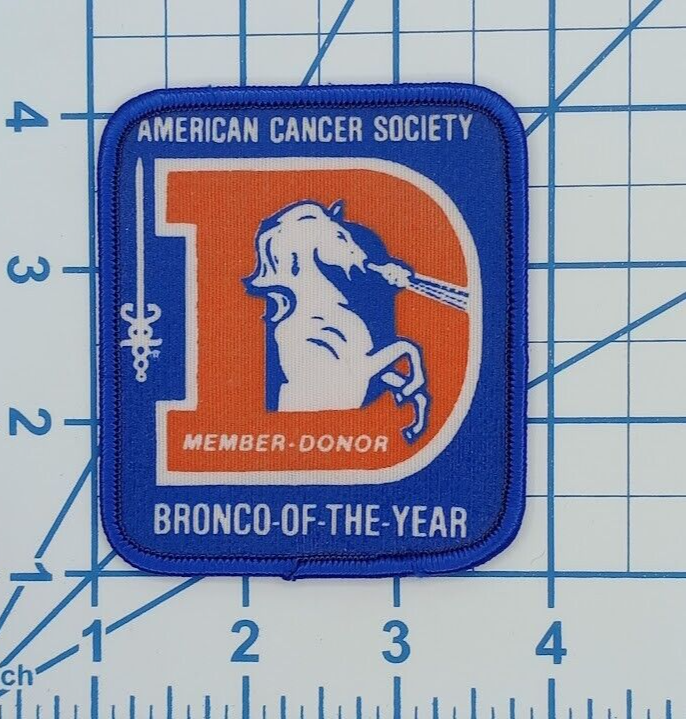 AMERICAN CANCER SOCIETY
D
MEMBER-DONOR
BRONCO-OF-THE-YEAR
4
3
2
1
1 2 3 4
ch